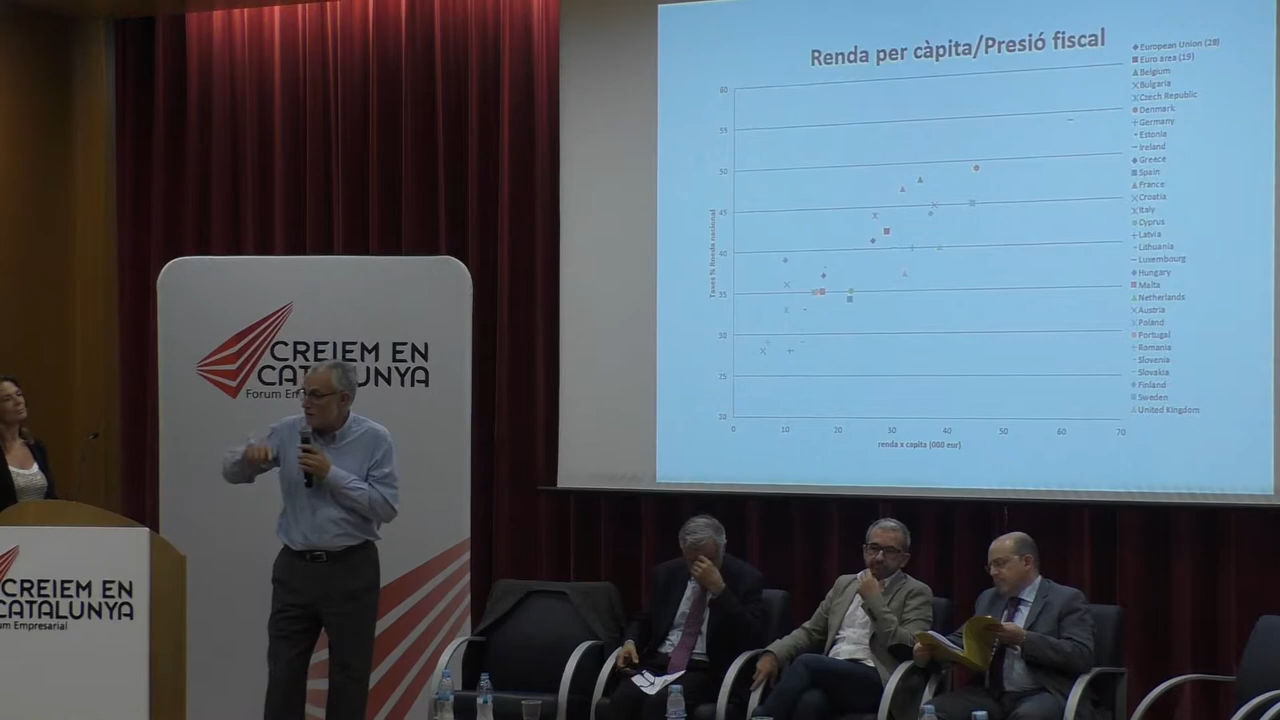 Renda per càpita/Presió fiscal
60
55
50
45
40
35
30
25
20
0
10
20
30
40
50
60
70
renda x capita (000 eur)
European Union (28)
Euro area (19)
Belgium
Bulgaria
Czech Republic
Denmark
Germany
Estonia
Ireland
Greece
Spain
France
Croatia
Italy
Cyprus
Latvia
Lithuania
Luxembourg
Hungary
Malta
Netherlands
Austria
Poland
Portugal
Romania
Slovenia
Slovakia
Finland
Sweden
United Kingdom
CREIEM EN
CATALUNYA
Forum
CREIEM EN
CATALUNYA
Empresarial